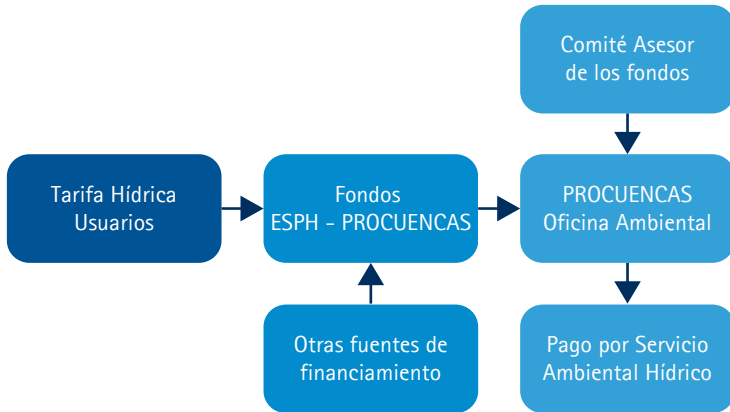 Comité Asesor
de los fondos
Tarifa Hídrica
Usuarios
Fondos
ESPH - PROCUENCAS
PROCUENCAS
Oficina Ambiental
Otras fuentes de
financiamiento
Pago por Servicio
Ambiental Hídrico